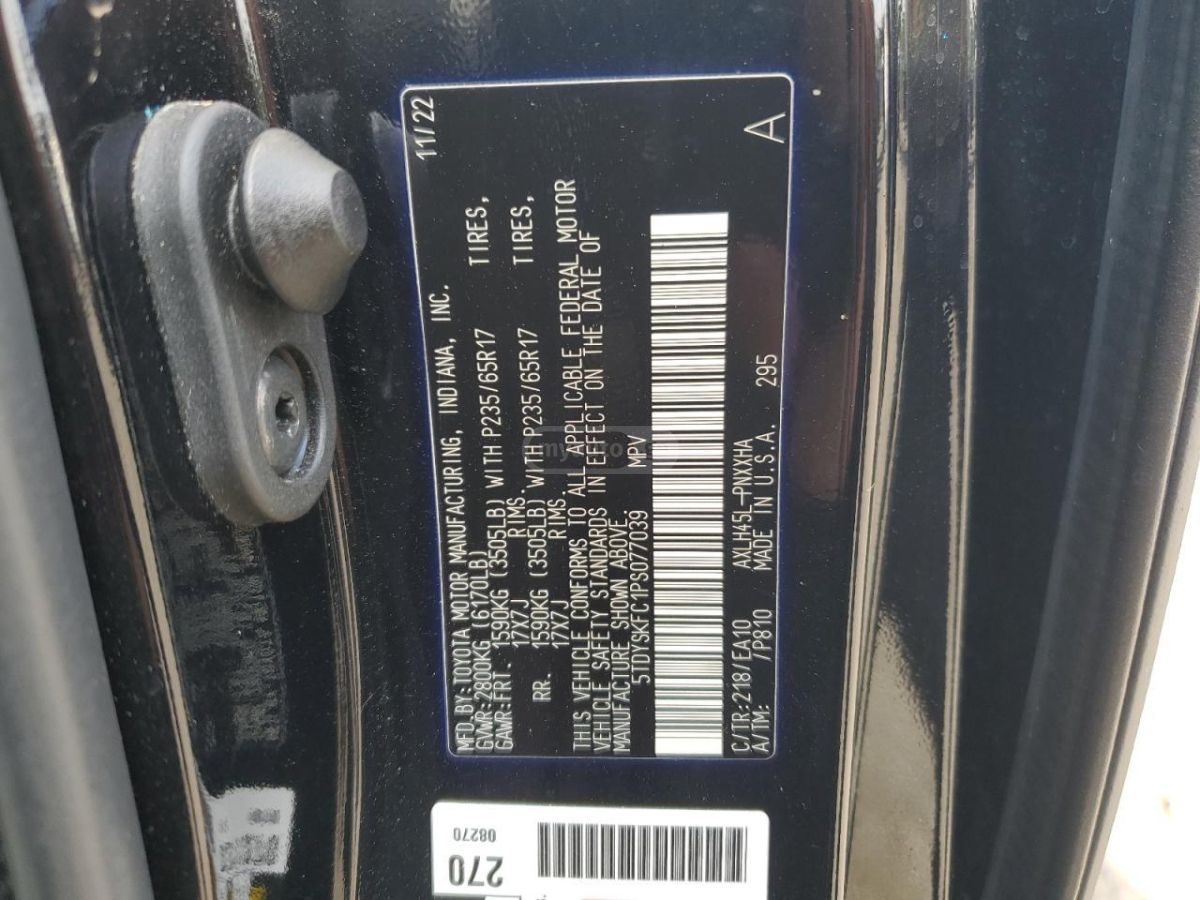 11/22
MFD.BY:TOYOTA MOTOR MANUFACTURING, INDIANA, INC.
GVWR:2800KG (6170LB)
GAWR:FRT. 1590KG (3505LB) WITH P235/65R17 TIRES,
17X7J RIMS.
RR. 1590KG (3505LB) WITH P235/65R17 TIRES,
17X7J RIMS.
THIS VEHICLE CONFORMS TO ALL APPLICABLE FEDERAL MOTOR
VEHICLE SAFETY STANDARDS IN EFFECT ON THE DATE OF
MANUFACTURE SHOWN ABOVE.
5TDYSKFC1PS077039 MPV
C/TR:218/EA10 AXLH45L-PNXXHA 295
A/TM: /P810 MADE IN U.S.A. A
08270
270